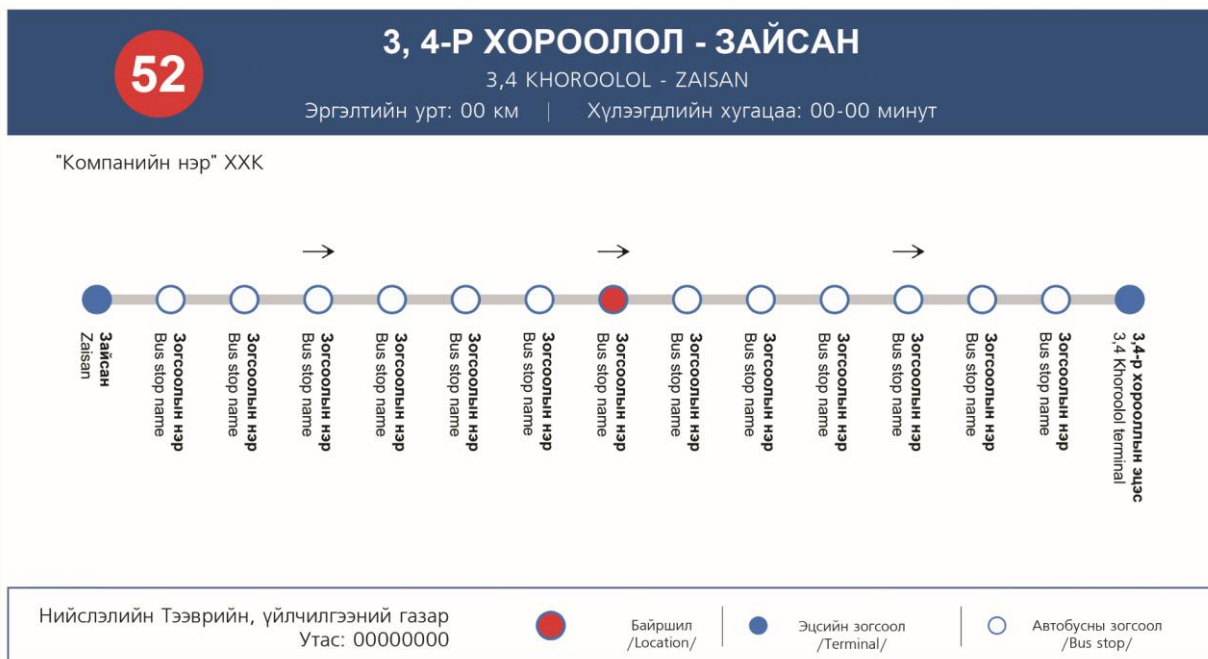 52
3, 4-Р ХОРООЛОЛ - ЗАЙСАН
3,4 KHOROOLOL - ZAISAN
Эргэлтийн урт: 00 км | Хүлээгдлийн хугацаа: 00-00 минут
"Компанийн нэр" ХХК
Зайсан
Zaisan
Зогсоолын нэр
Bus stop name
Зогсоолын нэр
Bus stop name
Зогсоолын нэр
Bus stop name
Зогсоолын нэр
Bus stop name
Зогсоолын нэр
Bus stop name
Зогсоолын нэр
Bus stop name
Зогсоолын нэр
Bus stop name
Зогсоолын нэр
Bus stop name
Зогсоолын нэр
Bus stop name
Зогсоолын нэр
Bus stop name
Зогсоолын нэр
Bus stop name
Зогсоолын нэр
Bus stop name
Зогсоолын нэр
Bus stop name
3,4-р хорооллын эцэс
3,4 Khoroolol terminal
Нийслэлийн Тээврийн, үйлчилгээний газар
Утас: 00000000
Байршил
/Location/
Эцсийн зогсоол
/Terminal/
Автобусны зогсоол
/Bus stop/